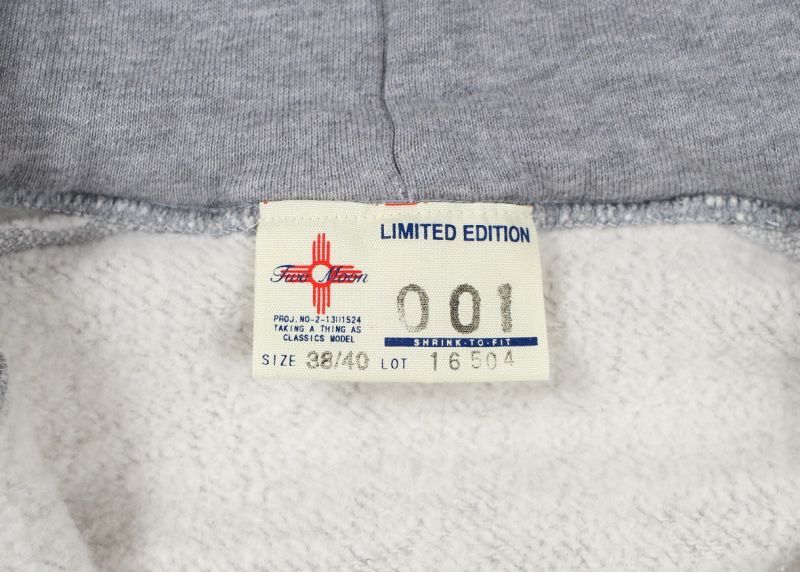 LIMITED EDITION
Two Moon
001
PROJ. NO-2-1311524
TAKING A THING AS
CLASSICS MODEL
SHRINK-TO-FIT
SIZE 38/40 LOT 16504